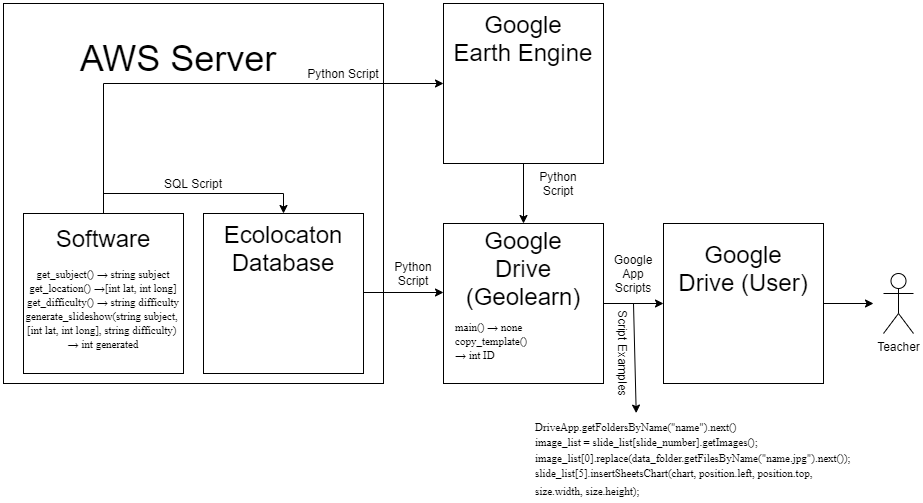 AWS Server
Google
Earth Engine
Python Script
SQL Script
Python
Script
Software
get_subject() → string subject
get_location() →[int lat, int long]
get_difficulty() → string difficulty
generate_slideshow(string subject,
[int lat, int long], string difficulty)
→ int generated
Ecolocaton
Database
Python
Script
Google
Drive
(Geolearn)
main() → none
copy_template()
→ int ID
Google
App
Scripts
Script Examples
Google
Drive (User)
Teacher
DriveApp.getFoldersByName("name").next()
image_list = slide_list[slide_number].getImages();
image_list[0].replace(data_folder.getFilesByName("name.jpg").next());
slide_list[5].insertSheetsChart(chart, position.left, position.top,
size.width, size.height);